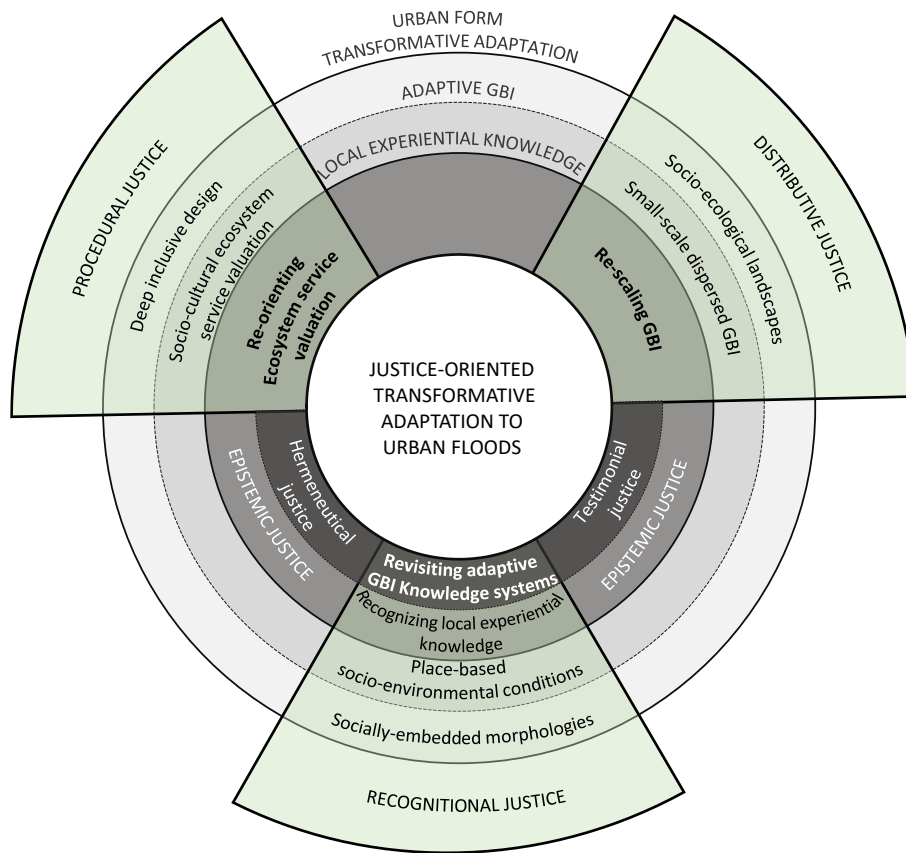 URBAN FORM
TRANSFORMATIVE ADAPTATION
ADAPTIVE GBI
LOCAL EXPERIENTIAL KNOWLEDGE
PROCEDURAL JUSTICE
Deep inclusive design
Socio-cultural ecosystem
service valuation
Re-orienting
Ecosystem service
valuation
DISTRIBUTIVE JUSTICE
Socio-ecological landscapes
Small-scale dispersed GBI
Re-scaling GBI
JUSTICE-ORIENTED
TRANSFORMATIVE
ADAPTATION TO
URBAN FLOODS
EPISTEMIC JUSTICE
Hermeneutical
justice
Testimonial
justice
EPISTEMIC JUSTICE
Revisiting adaptive
GBI Knowledge systems
Recognizing local experiential
knowledge
Place-based
socio-environmental conditions
Socially-embedded morphologies
RECOGNITIONAL JUSTICE